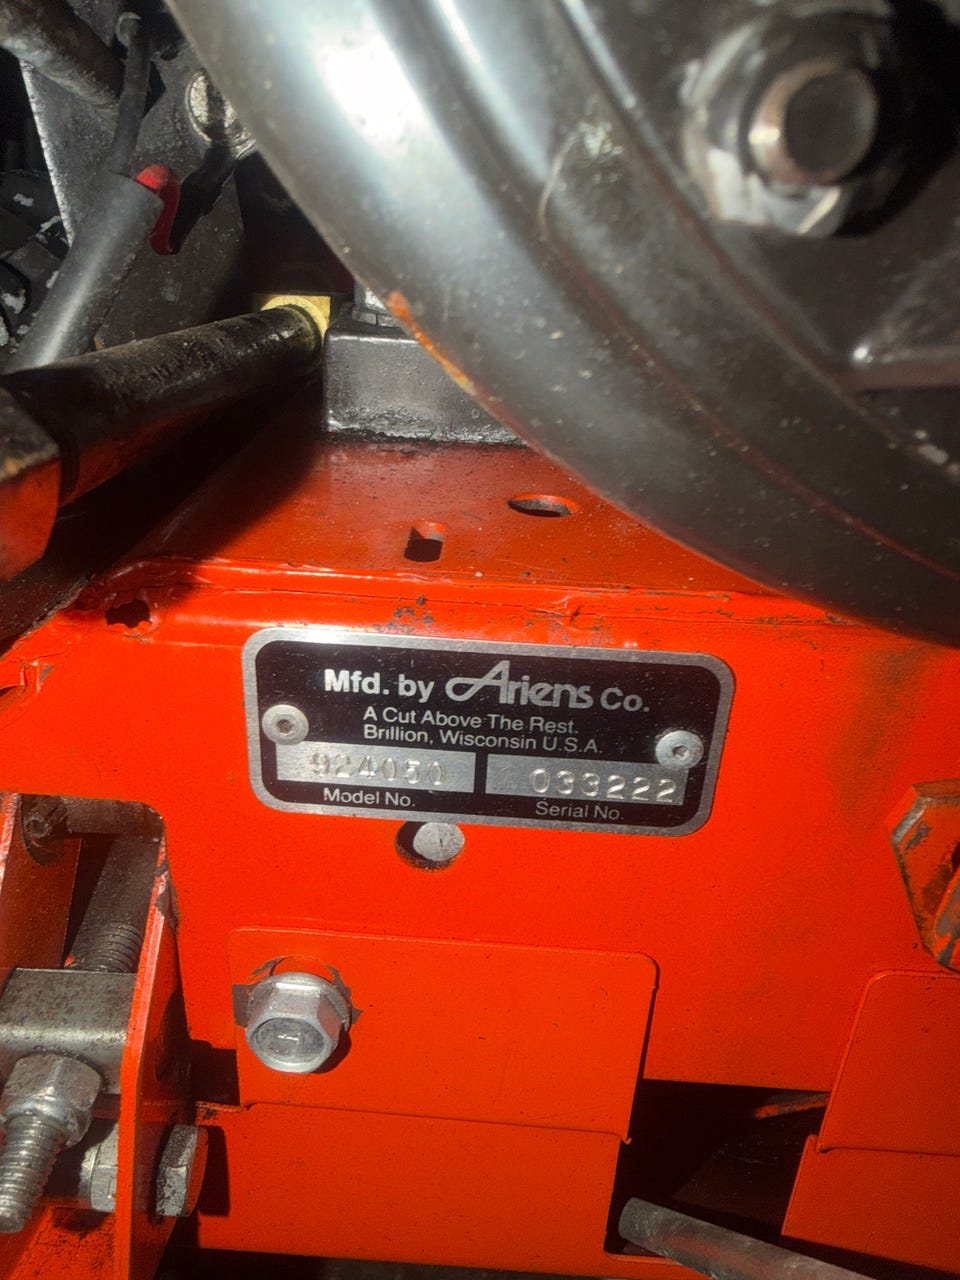 Mfd. by Ariens Co.
A Cut Above The Rest.
Brillion, Wisconsin U.S.A.
924050 033222
Model No. Serial No.